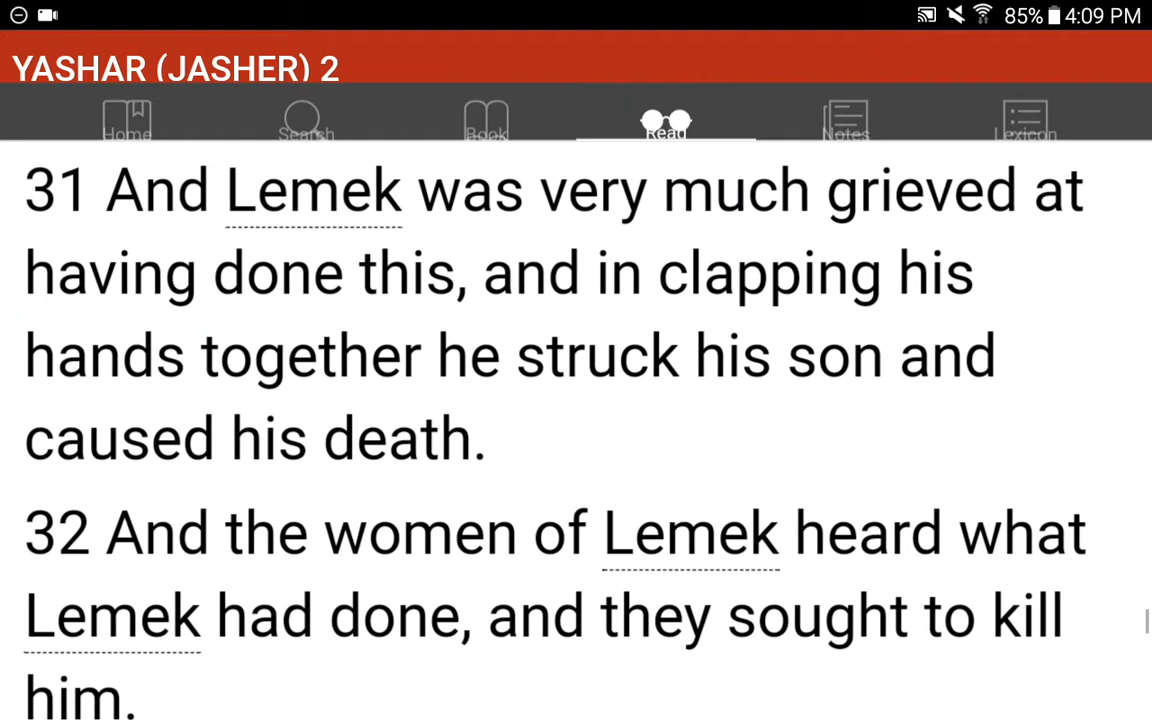 85% 4:09 PM
YASHAR (JASHER) 2
Home Search Book Read Notes Lexicon
31 And Lemek was very much grieved at
having done this, and in clapping his
hands together he struck his son and
caused his death.
32 And the women of Lemek heard what
Lemek had done, and they sought to kill
him.